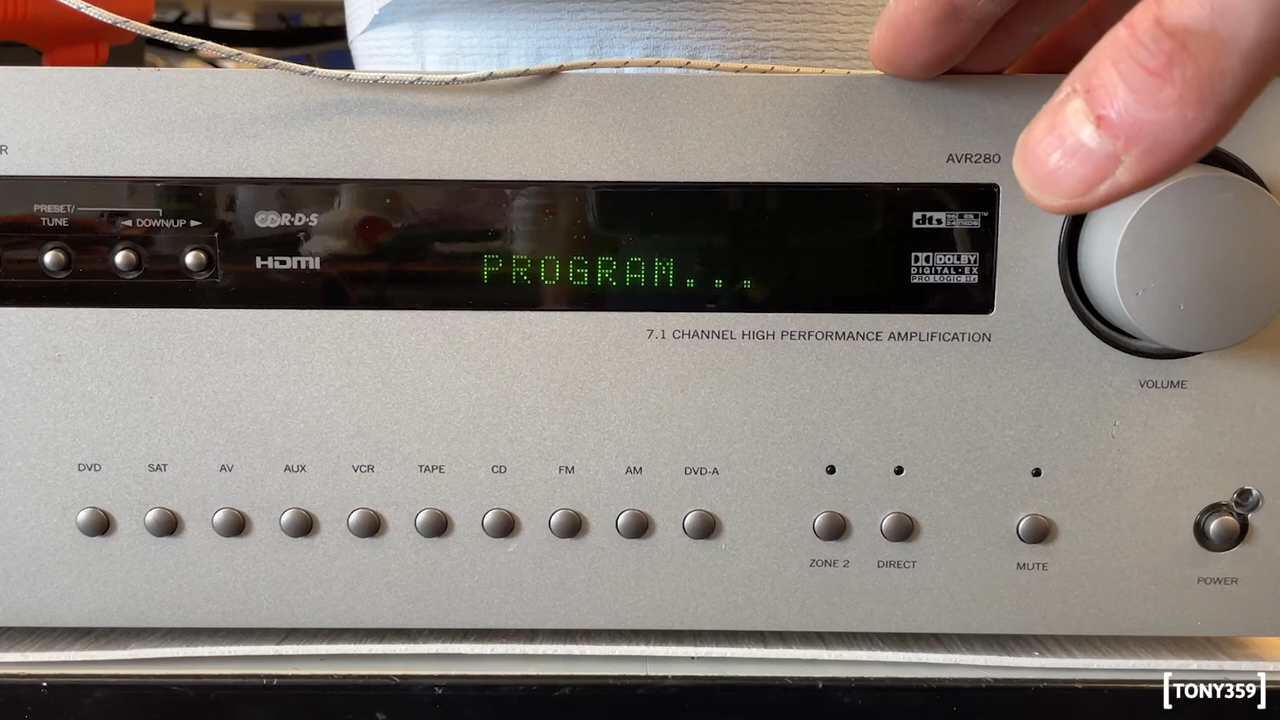 R
AVR280
PRESET/
TUNE
DOWN/UP
R·D·S
HDMI
PROGRAM...
dts
DOLBY
DIGITAL·EX
PRO LOGIC IIx
7.1 CHANNEL HIGH PERFORMANCE AMPLIFICATION
VOLUME
DVD SAT AV AUX VCR TAPE CD FM AM DVD-A
ZONE 2 DIRECT MUTE
POWER
[TONY359]